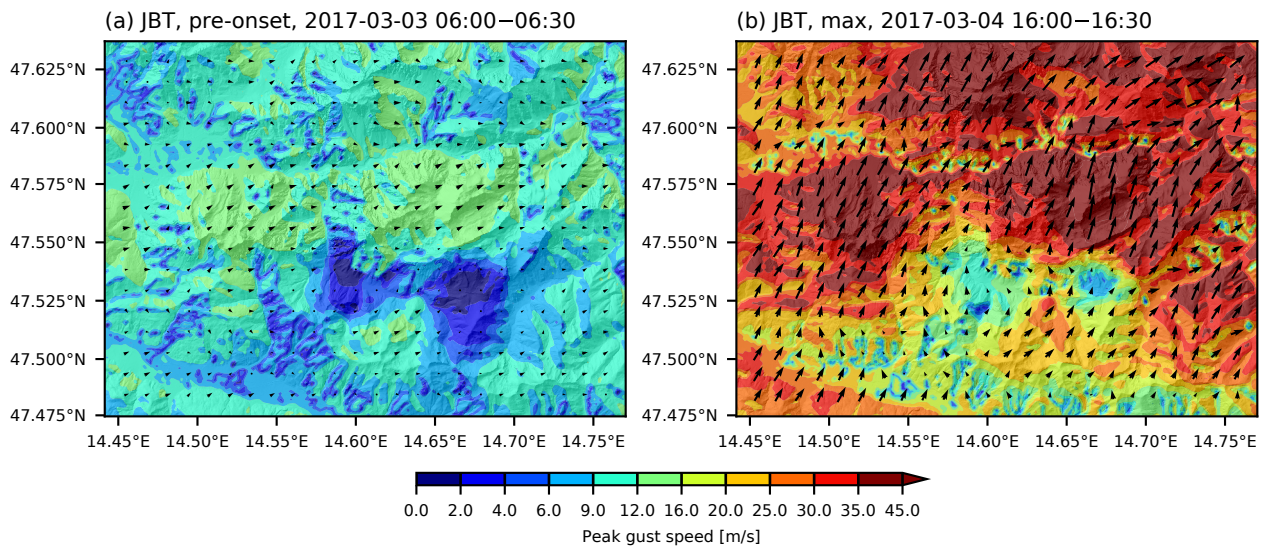 (a) JBT, pre-onset, 2017-03-03 06:00−06:30
(b) JBT, max, 2017-03-04 16:00−16:30
47.625°N
47.600°N
47.575°N
47.550°N
47.525°N
47.500°N
47.475°N
14.45°E 14.50°E 14.55°E 14.60°E 14.65°E 14.70°E 14.75°E
47.625°N
47.600°N
47.575°N
47.550°N
47.525°N
47.500°N
47.475°N
14.45°E 14.50°E 14.55°E 14.60°E 14.65°E 14.70°E 14.75°E
0.0 2.0 4.0 6.0 9.0 12.0 16.0 20.0 25.0 30.0 35.0 45.0
Peak gust speed [m/s]